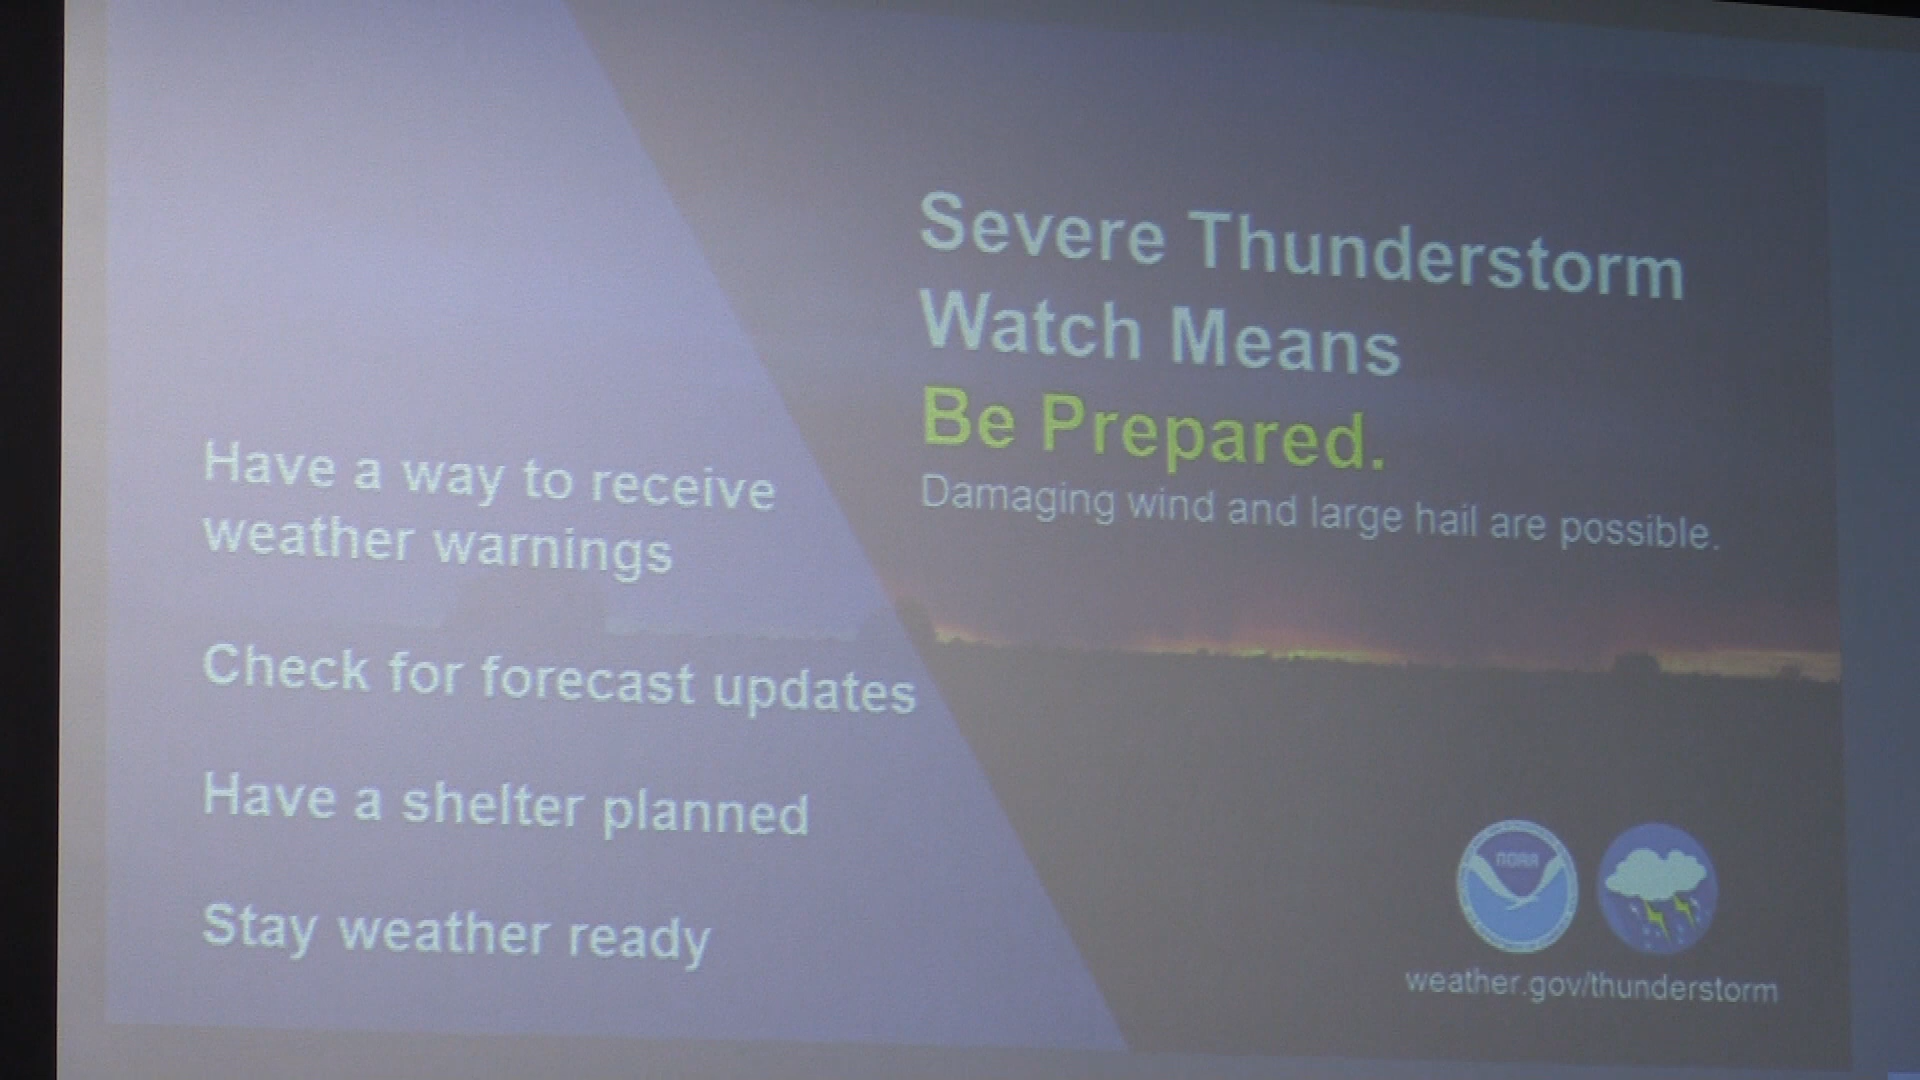 Severe Thunderstorm
Watch Means
Be Prepared.
Damaging wind and large hail are possible.
Have a way to receive
weather warnings
Check for forecast updates
Have a shelter planned
Stay weather ready
noaa
weather.gov/thunderstorm